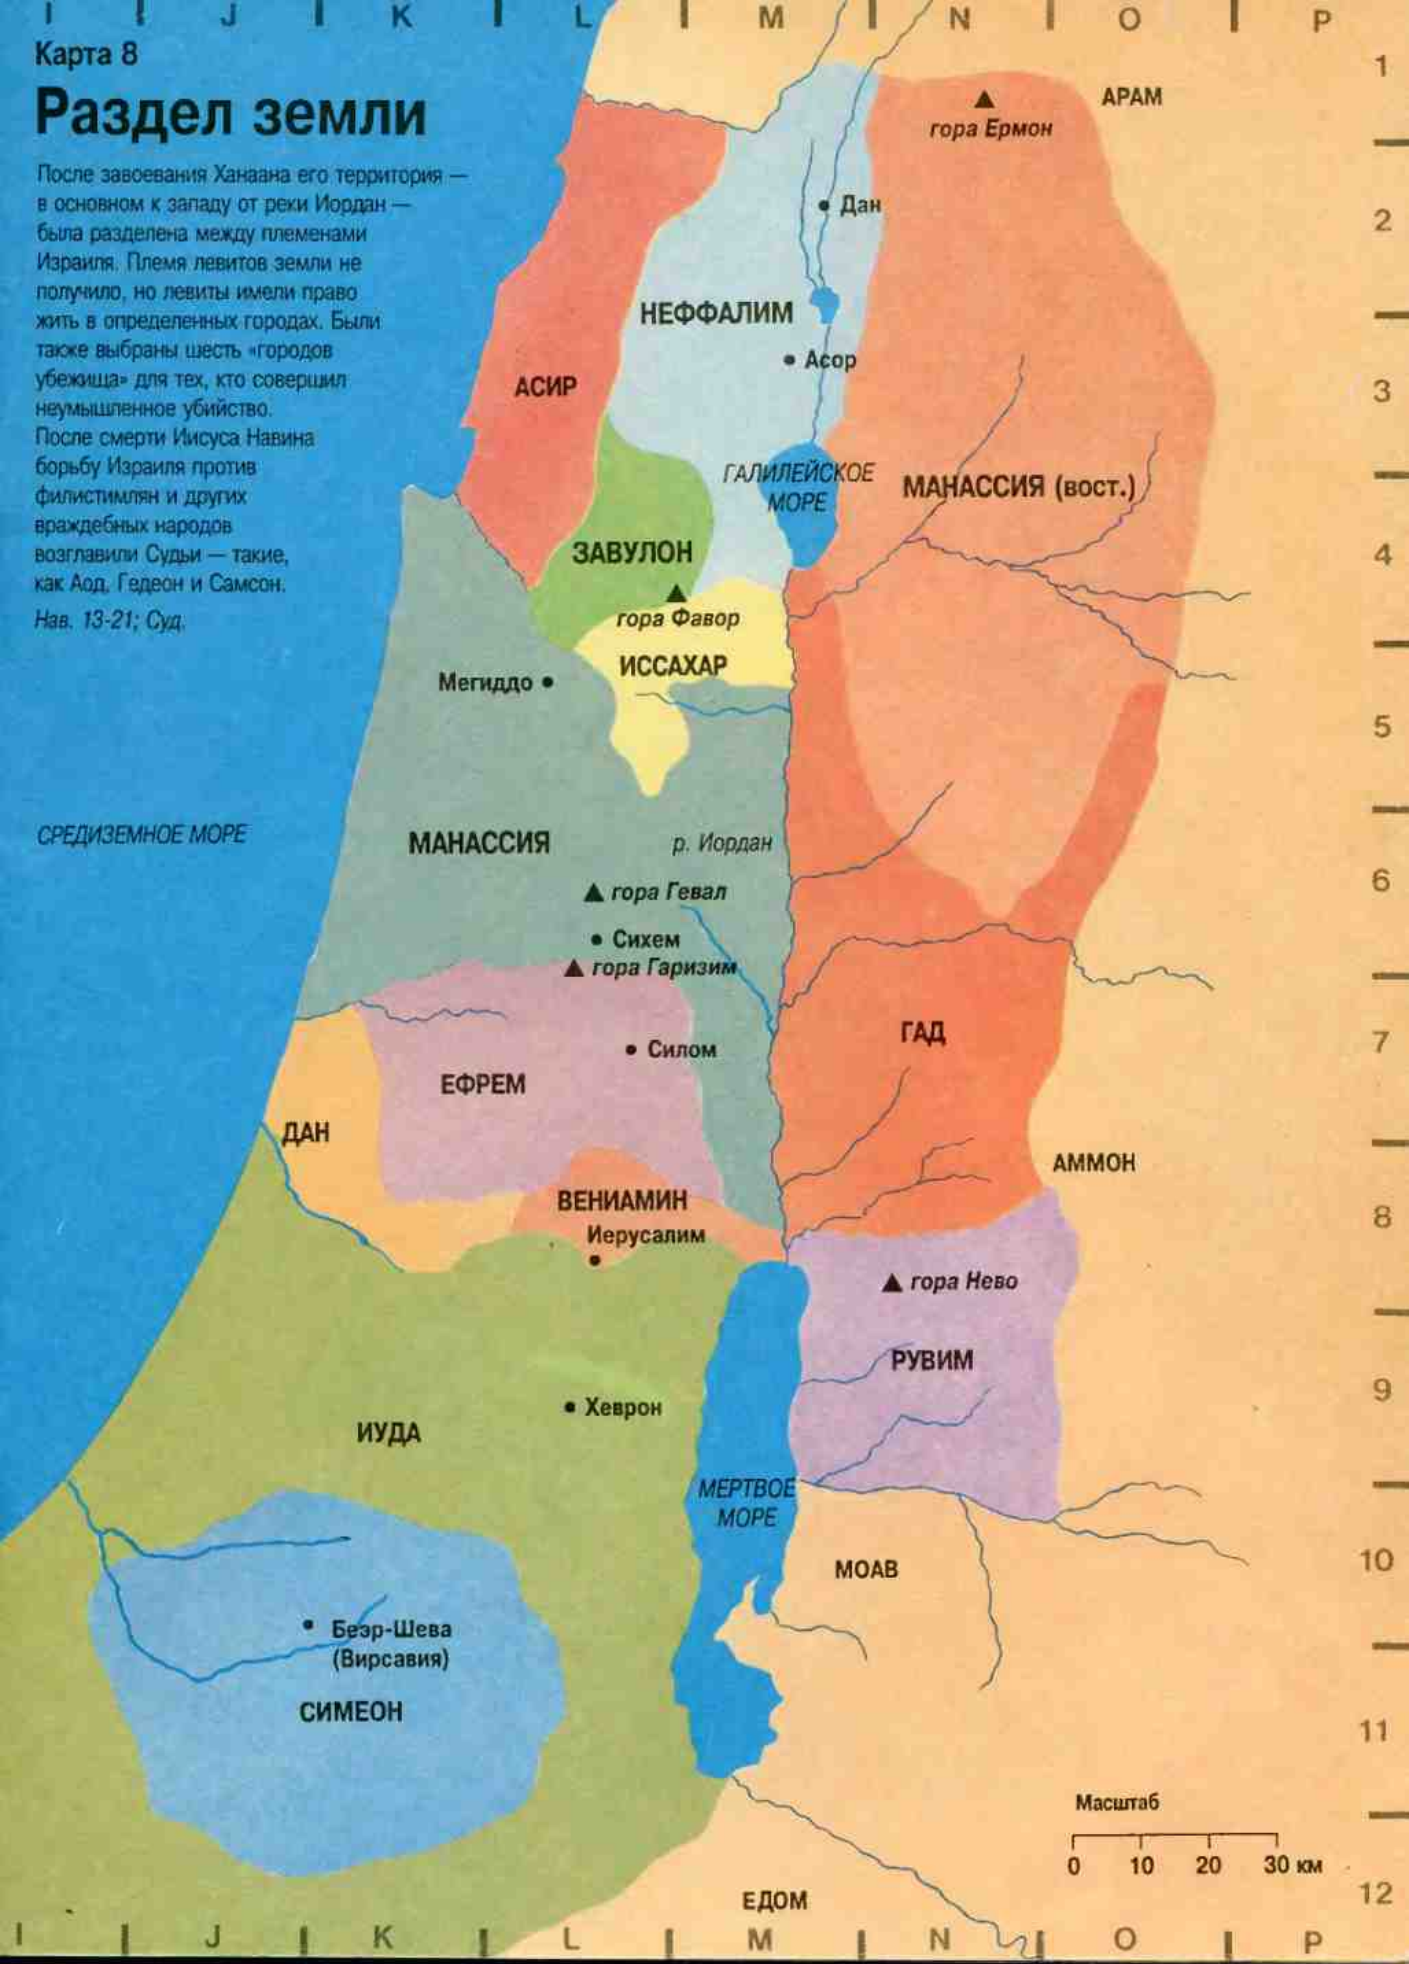 I J K L M N O P
Карта 8
Раздел земли
После завоевания Ханаана его территория —
в основном к западу от реки Иордан —
была разделена между племенами
Израиля. Племя левитов земли не
получило, но левиты имели право
жить в определенных городах. Были
также выбраны шесть «городов
убежища» для тех, кто совершил
неумышленное убийство.
После смерти Иисуса Навина
борьбу Израиля против
филистимлян и других
враждебных народов
возглавили Судьи — такие,
как Аод, Гедеон и Самсон.
Нав. 13-21; Суд.
1
АРАМ
гора Ермон
2
Дан
НЕФФАЛИМ
Асор
АСИР
3
ГАЛИЛЕЙСКОЕ
МОРЕ
МАНАССИЯ (вост.)
ЗАВУЛОН
4
гора Фавор
ИССАХАР
Мегиддо
5
СРЕДИЗЕМНОЕ МОРЕ
МАНАССИЯ
р. Иордан
6
гора Гевал
Сихем
гора Гаризим
ГАД
7
Силом
ЕФРЕМ
ДАН
АММОН
ВЕНИАМИН
8
Иерусалим
гора Нево
РУВИМ
9
Хеврон
ИУДА
МЕРТВОЕ
МОРЕ
10
МОАВ
Беэр-Шева
(Вирсавия)
СИМЕОН
11
Масштаб
0 10 20 30 км
12
ЕДОМ
I J K L M N O P